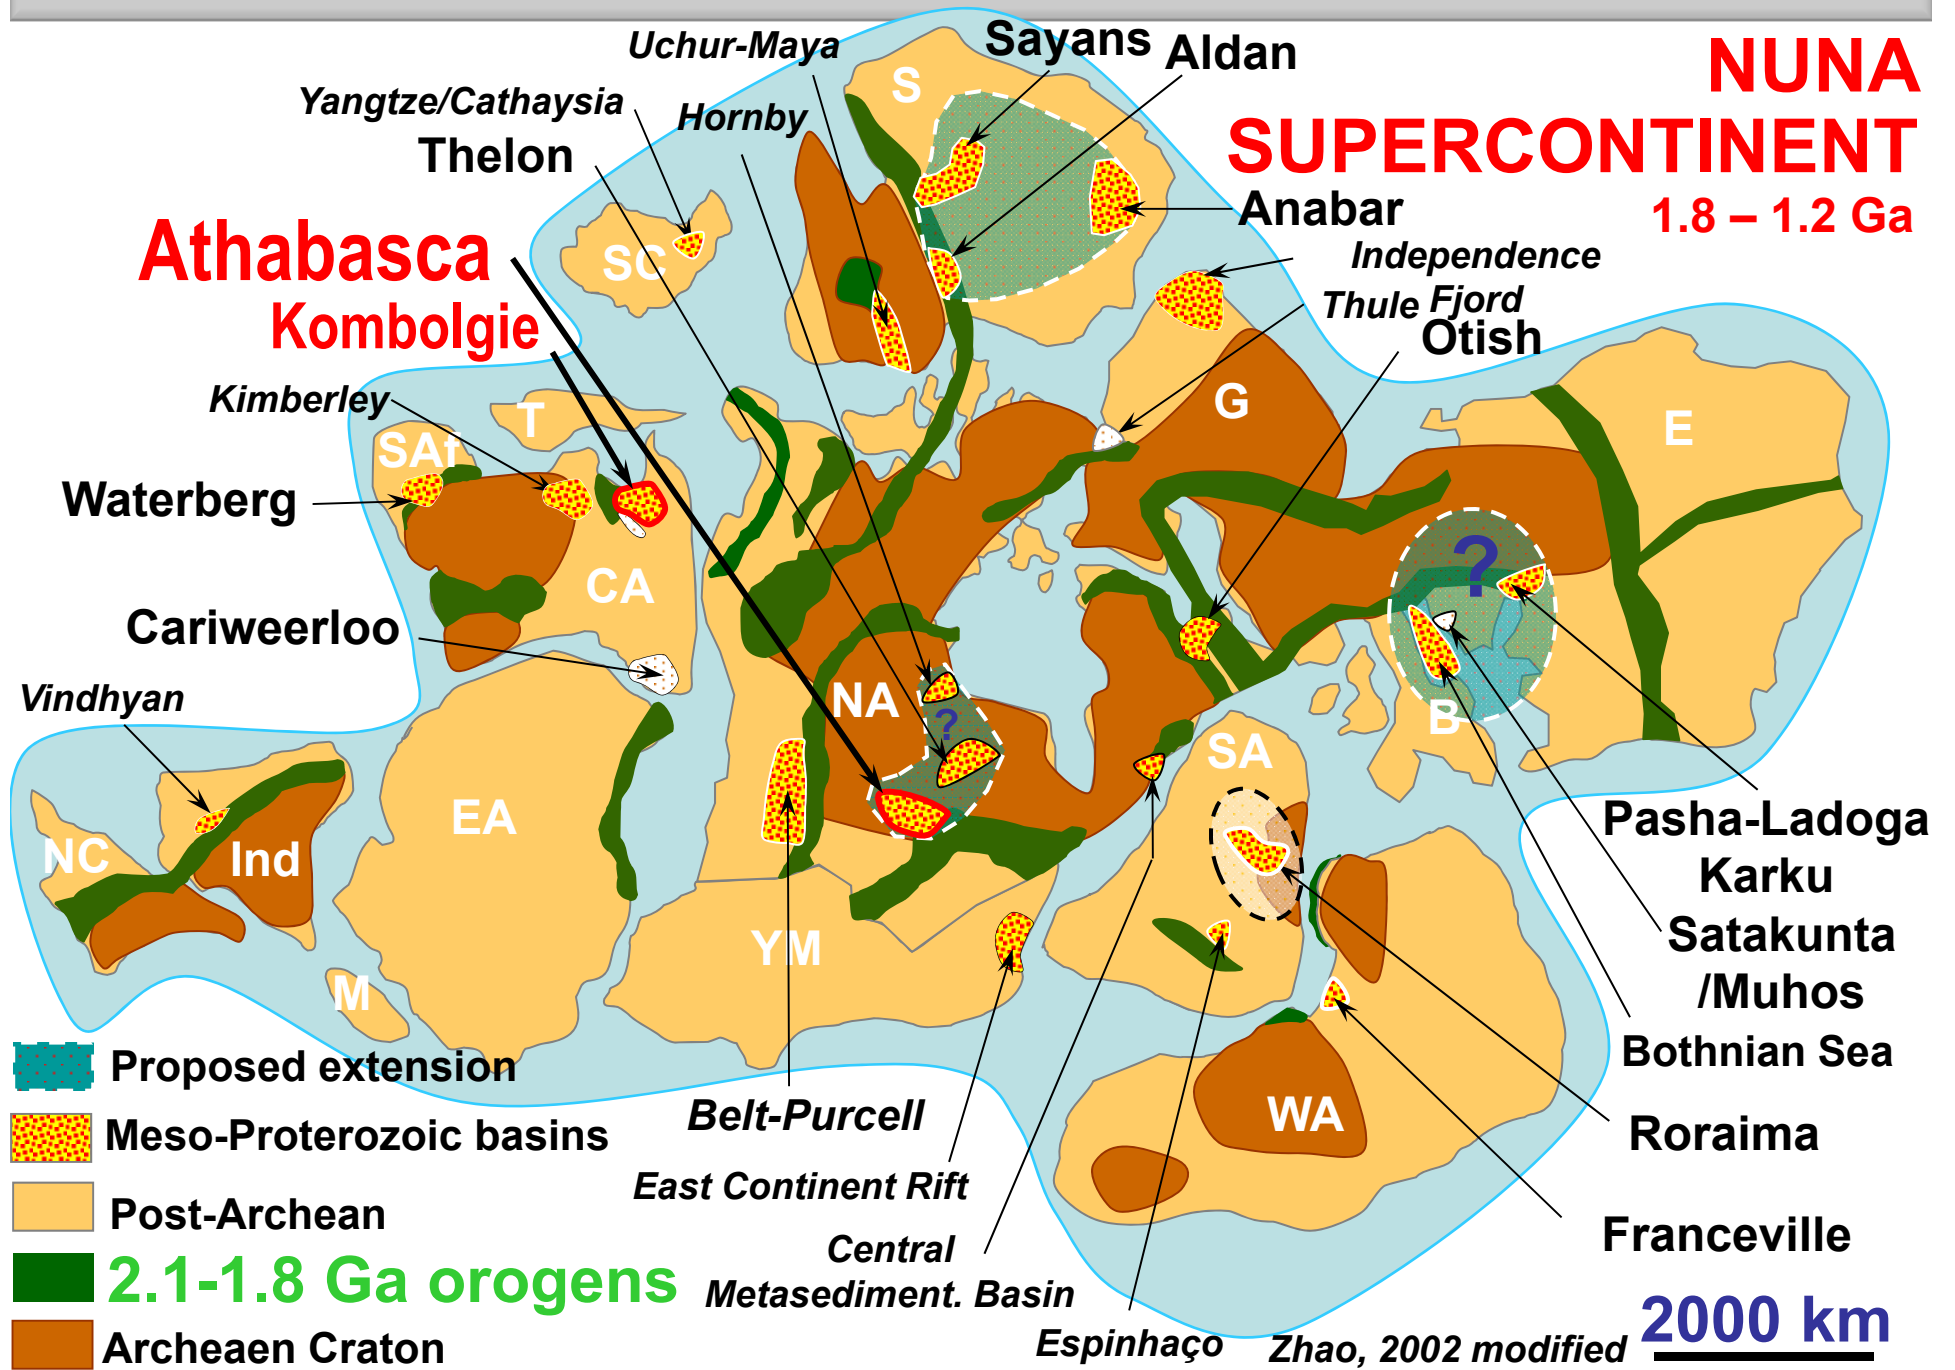 NUNA
SUPERCONTINENT
1.8 – 1.2 Ga
Uchur-Maya
Sayans
Aldan
Yangtze/Cathaysia
Hornby
Thelon
Athabasca
Kombolgie
Anabar
Independence
Fjord
Thule
Otish
Kimberley
Waterberg
Cariweerloo
Vindhyan
S
SC
T
SAf
CA
G
E
?
NA
?
B
SA
EA
NC
Ind
YM
M
WA
Pasha-Ladoga
Karku
Satakunta
/Muhos
Bothnian Sea
Roraima
Franceville
Belt-Purcell
East Continent Rift
Central
Metasediment. Basin
Espinhaço
Proposed extension
Meso-Proterozoic basins
Post-Archean
2.1-1.8 Ga orogens
Archeaen Craton
Zhao, 2002 modified
2000 km